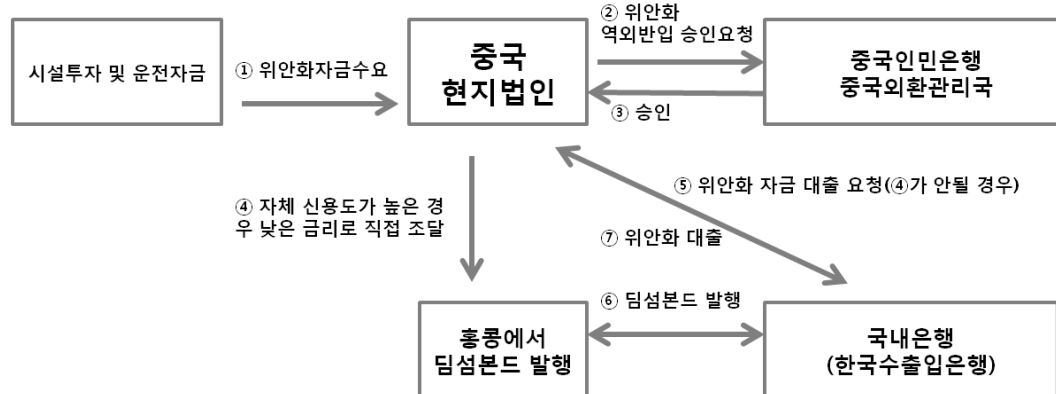 시설투자 및 운전자금
① 위안화자금수요
중국
현지법인
② 위안화
역외반입 승인요청
③ 승인
중국인민은행
중국외환관리국
④ 자체 신용도가 높은 경
우 낮은 금리로 직접 조달
⑤ 위안화 자금 대출 요청(④가 안될 경우)
⑦ 위안화 대출
홍콩에서
딤섬본드 발행
⑥ 딤섬본드 발행
국내은행
(한국수출입은행)